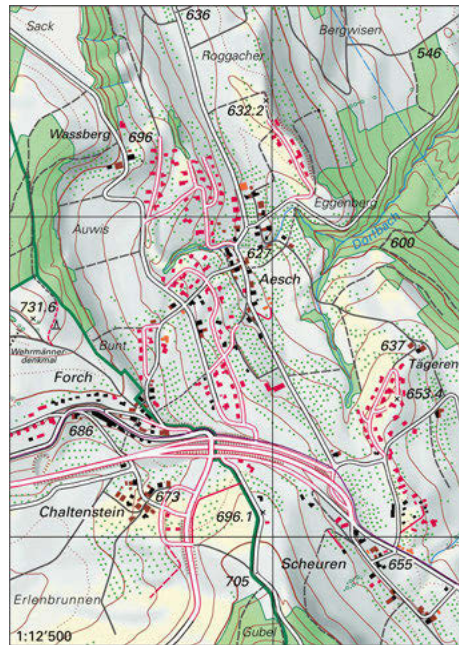 Sack
636
Bergwisen
Roggacher
546
632.2
Wassberg
696
Eggenberg
Auwis
Dorfbach
627
600
Aesch
731.6
Wehrmänner-
denkmal
Bunt
637
Tägeren
Forch
653.4
686
673
Chaltenstein
696.1
Scheuren
655
705
Erlenbrunnen
Gubel
1:12'500